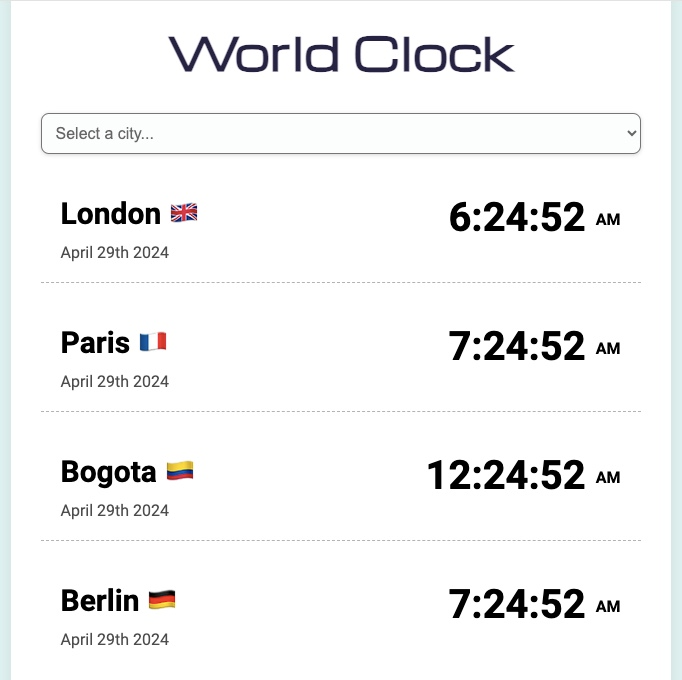 World Clock
Select a city...
London 🇬🇧 6:24:52 AM
April 29th 2024
Paris 🇫🇷 7:24:52 AM
April 29th 2024
Bogota 🇨🇴 12:24:52 AM
April 29th 2024
Berlin 🇩🇪 7:24:52 AM
April 29th 2024